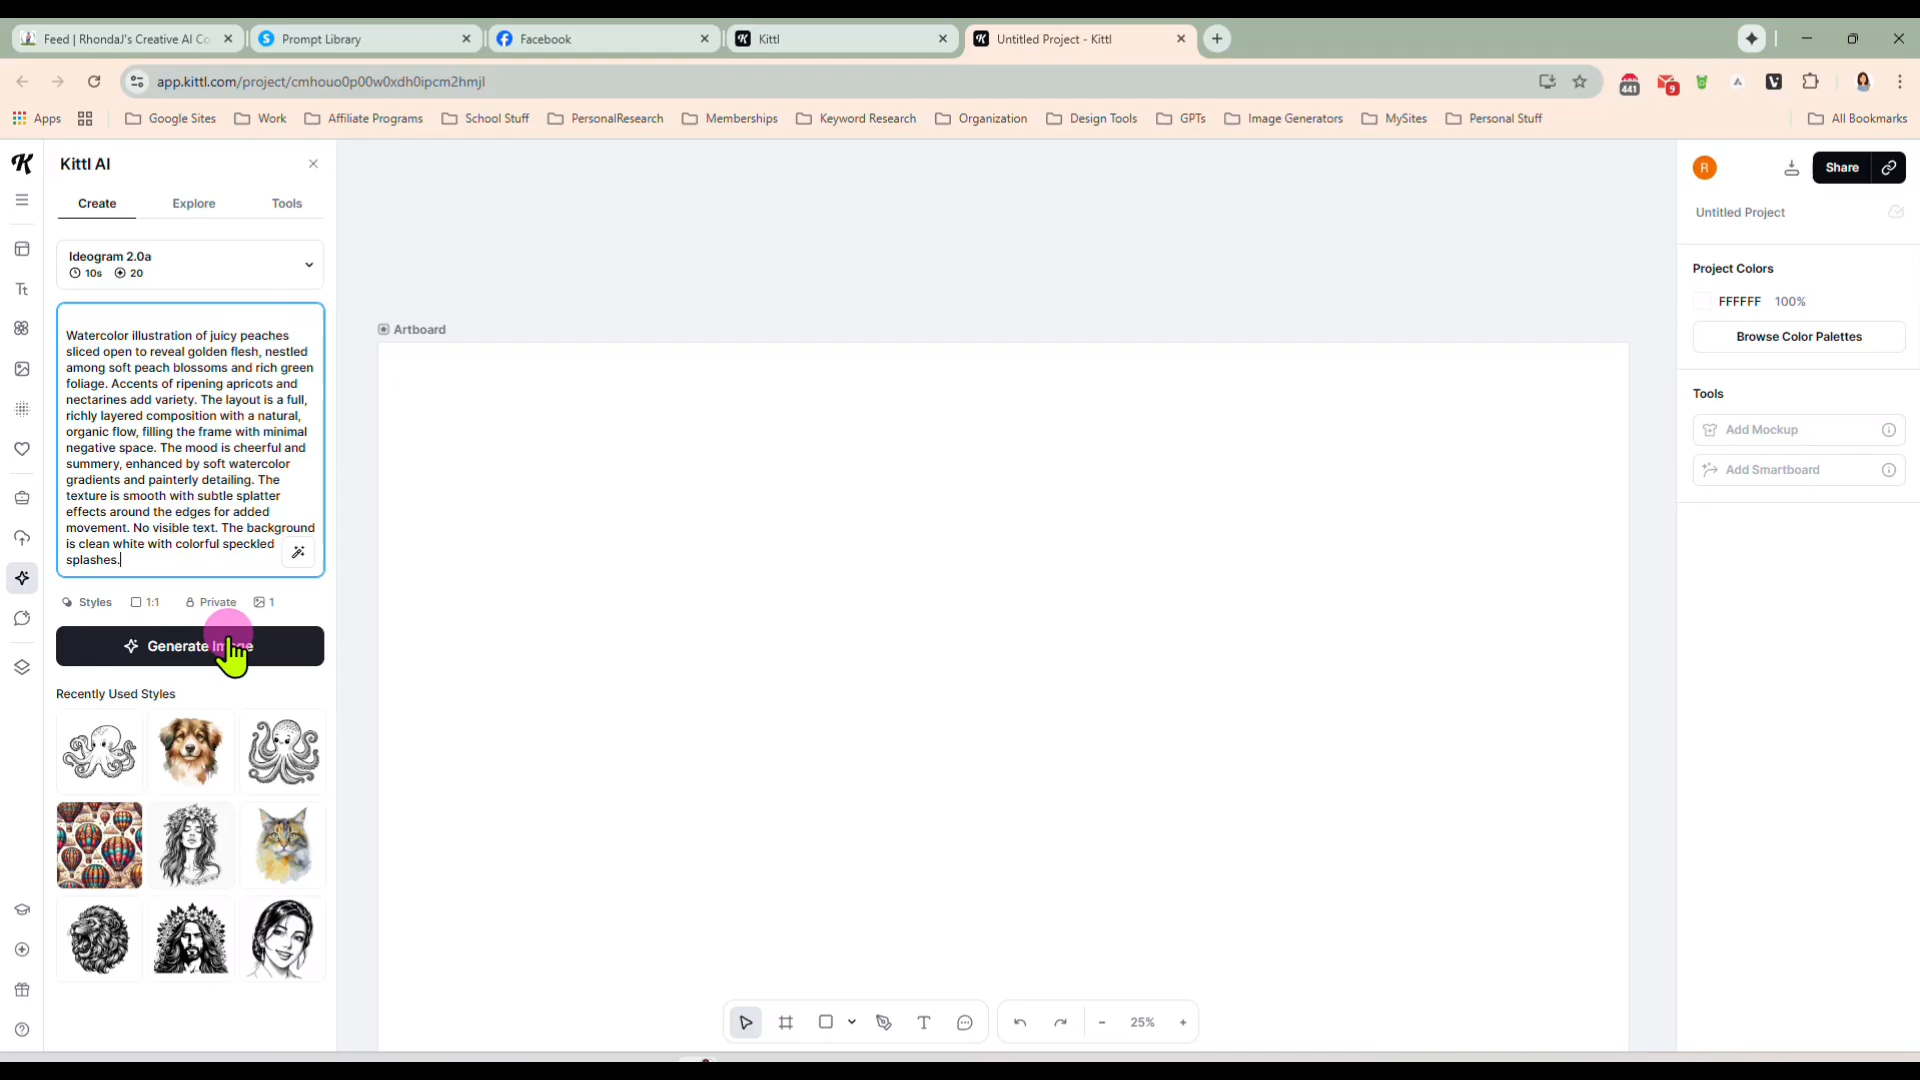 Feed | RhondaJ's Creative AI Co
Prompt Library
Facebook
Kittl
Untitled Project - Kittl
app.kittl.com/project/cmhouo0p00w0xdh0ipcm2hmjl
441
9
Apps
Google Sites
Work
Affiliate Programs
School Stuff
PersonalResearch
Memberships
Keyword Research
Organization
Design Tools
GPTs
Image Generators
MySites
Personal Stuff
All Bookmarks
Kittl AI
Create
Explore
Tools
Ideogram 2.0a
10s
20
Watercolor illustration of juicy peaches
sliced open to reveal golden flesh, nestled
among soft peach blossoms and rich green
foliage. Accents of ripening apricots and
nectarines add variety. The layout is a full,
richly layered composition with a natural,
organic flow, filling the frame with minimal
negative space. The mood is cheerful and
summery, enhanced by soft watercolor
gradients and painterly detailing. The
texture is smooth with subtle splatter
effects around the edges for added
movement. No visible text. The background
is clean white with colorful speckled
splashes.
Styles
1:1
Private
1
Generate Image
Recently Used Styles
Artboard
25%
R
Share
Untitled Project
Project Colors
FFFFFF 100%
Browse Color Palettes
Tools
Add Mockup
Add Smartboard